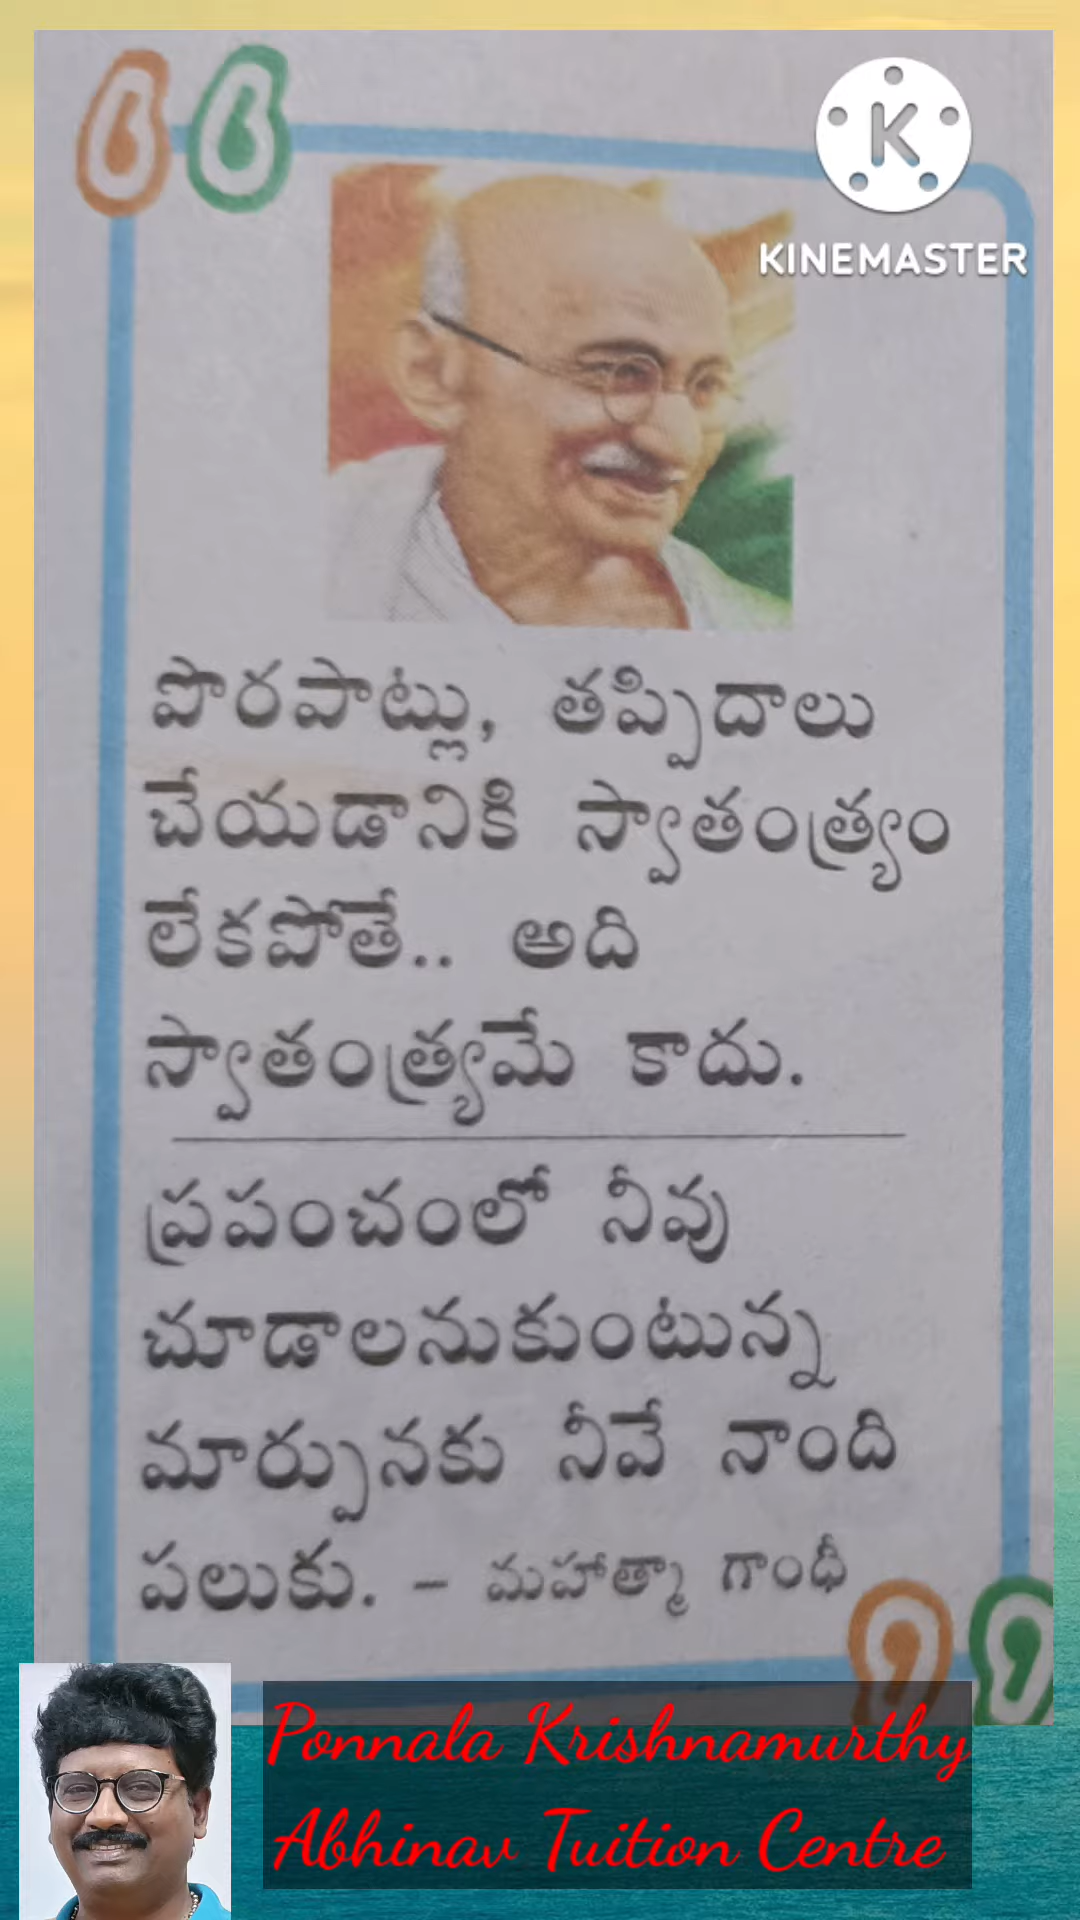 KINEMASTER
పొరపాట్లు, తప్పిదాలు
చేయడానికి స్వాతంత్ర్యం
లేకపోతే.. అది
స్వాతంత్ర్యమే కాదు.
ప్రపంచంలో నీవు
చూడాలనుకుంటున్న
మార్పునకు నీవే నాంది
పలుకు. – మహాత్మా గాంధీ
Ponnala Krishnamurthy
Abhinav Tuition Centre